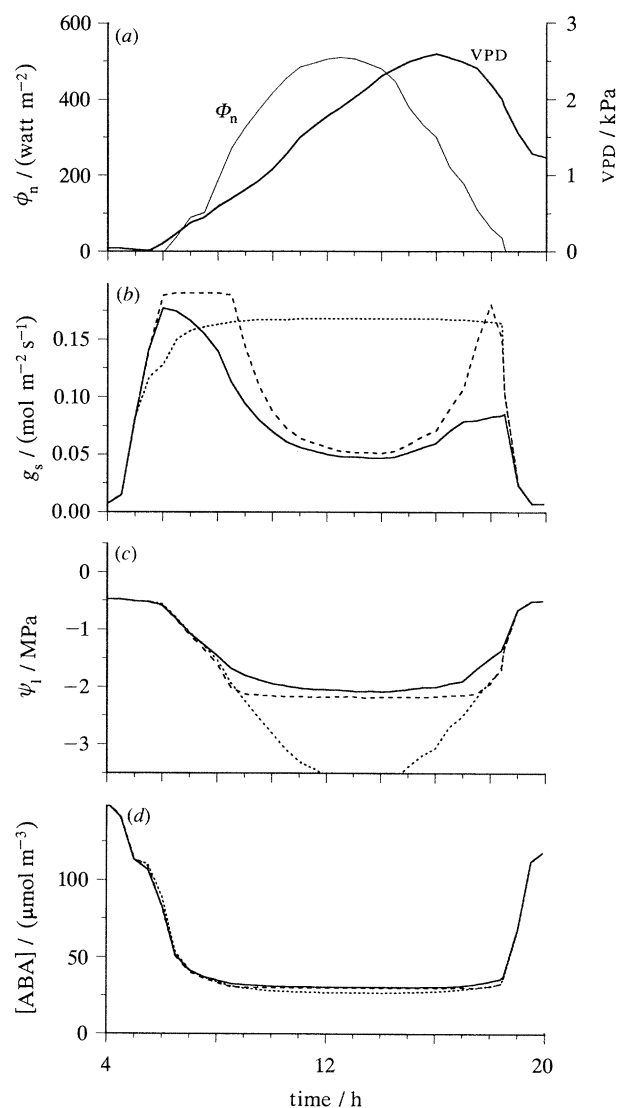 600
3
(a)
VPD
400
2
Φn
ϕn / (watt m−2)
VPD / kPa
200
1
0
0
(b)
0.15
0.10
gs / (mol m−2 s−1)
0.05
0.00
(c)
0
−1
ψl / MPa
−2
−3
(d)
100
[ABA] / (μmol m−3)
50
0
4
12
20
time / h